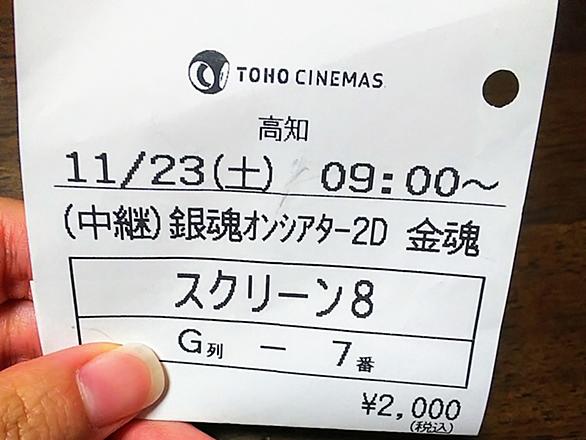 TOHO CINEMAS
高知
11/23(土) 09:00～
(中継)銀魂オンシアター2D 金魂
スクリーン8
G列 － 7番
¥2,000
(税込)